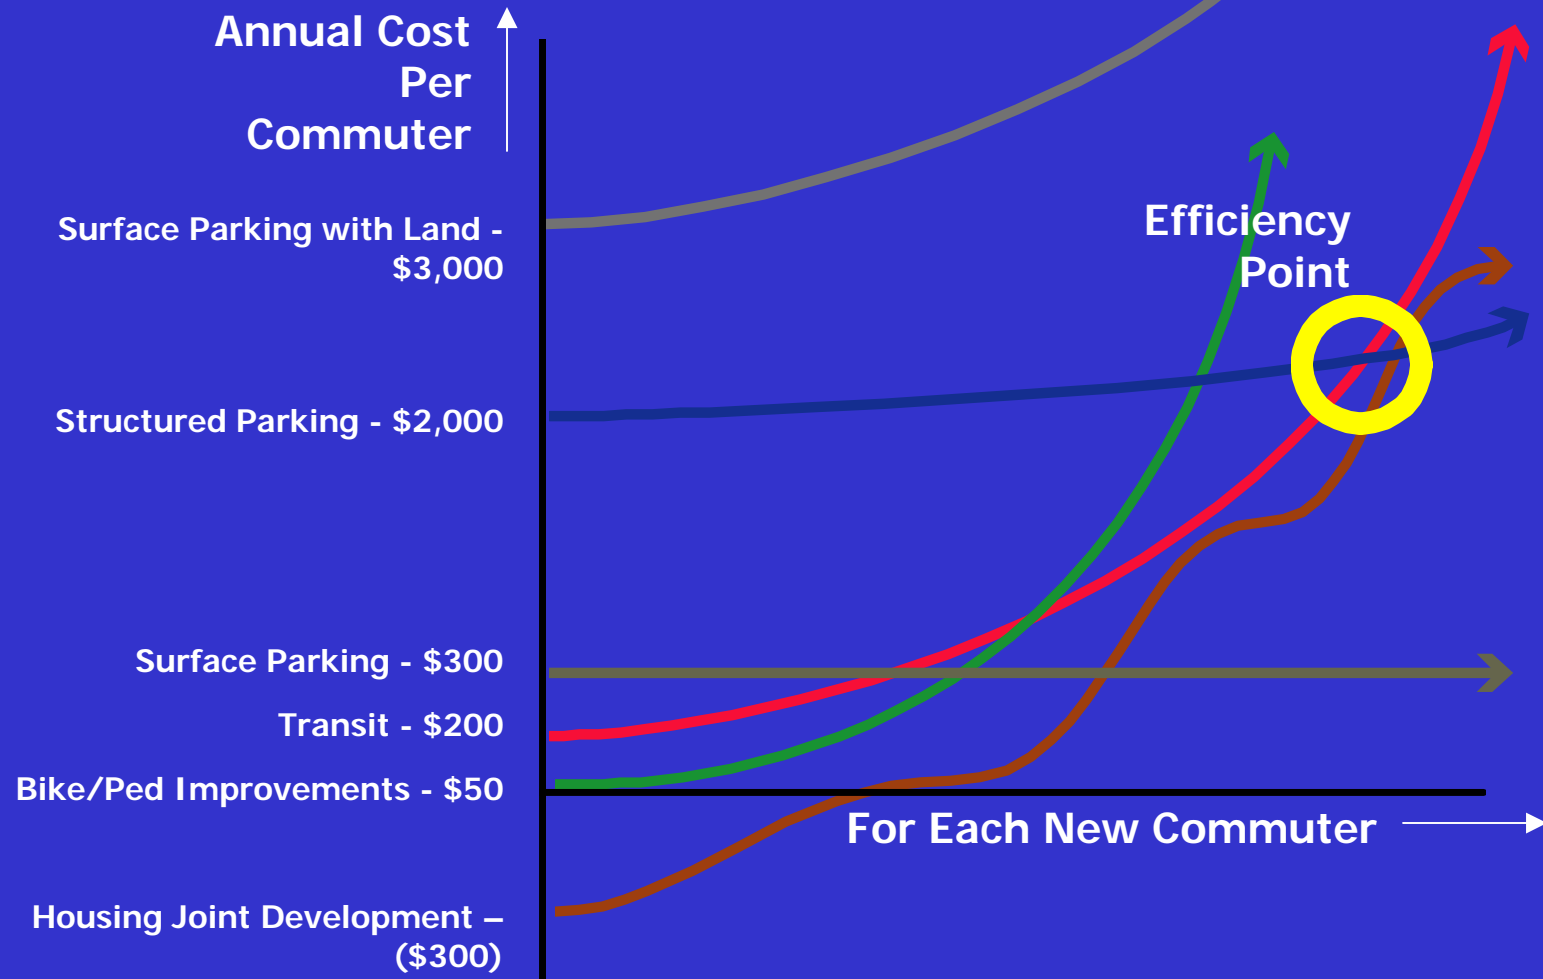 Annual Cost
Per
Commuter
Surface Parking with Land -
$3,000
Efficiency
Point
Structured Parking - $2,000
Surface Parking - $300
Transit - $200
Bike/Ped Improvements - $50
For Each New Commuter
Housing Joint Development –
($300)